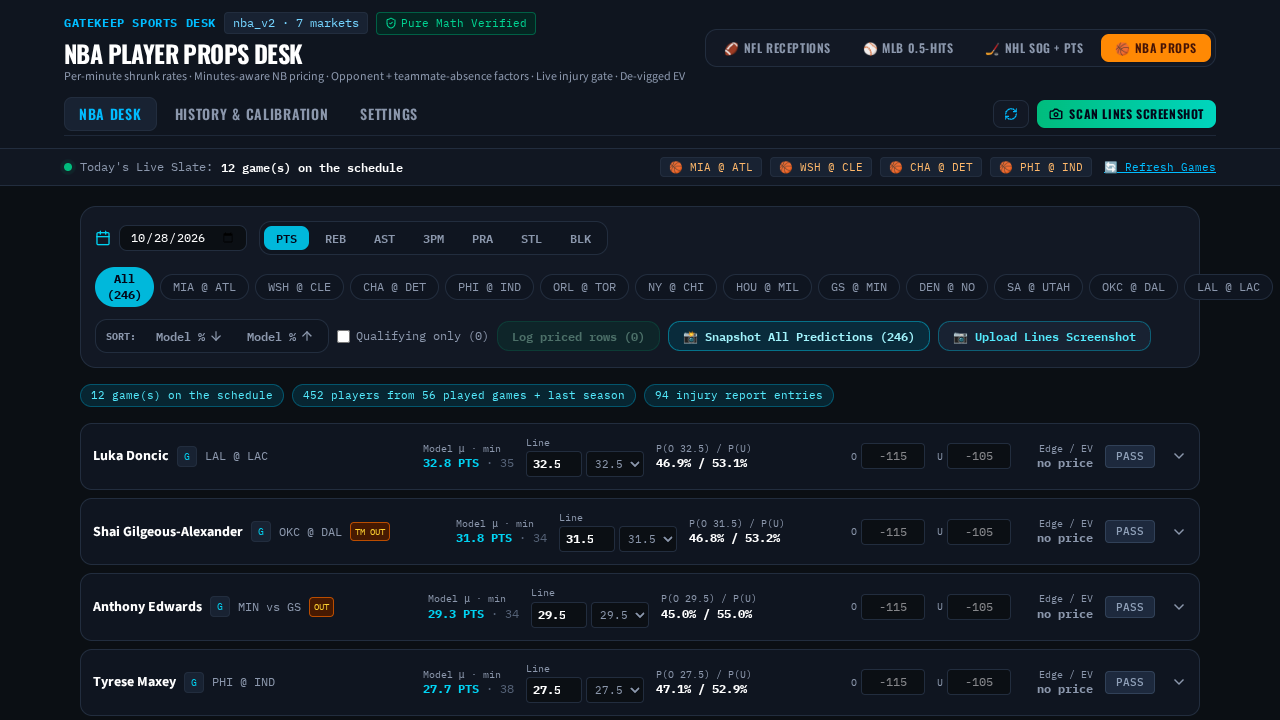 GATEKEEP SPORTS DESK nba_v2 · 7 markets Pure Math Verified
NBA PLAYER PROPS DESK
Per-minute shrunk rates · Minutes-aware NB pricing · Opponent + teammate-absence factors · Live injury gate · De-vigged EV
🏈 NFL RECEPTIONS ⚾ MLB 0.5-HITS 🏒 NHL SOG + PTS 🏀 NBA PROPS
NBA DESK HISTORY & CALIBRATION SETTINGS
SCAN LINES SCREENSHOT
Today's Live Slate: 12 game(s) on the schedule
🏀 MIA @ ATL 🏀 WSH @ CLE 🏀 CHA @ DET 🏀 PHI @ IND 🔄 Refresh Games
10/28/2026 PTS REB AST 3PM PRA STL BLK
All (246) MIA @ ATL WSH @ CLE CHA @ DET PHI @ IND ORL @ TOR NY @ CHI HOU @ MIL GS @ MIN DEN @ NO SA @ UTAH OKC @ DAL LAL @ LAC
SORT: Model % ↓ Model % ↑ Qualifying only (0) Log priced rows (0) 📸 Snapshot All Predictions (246) 📷 Upload Lines Screenshot
12 game(s) on the schedule 452 players from 56 played games + last season 94 injury report entries
Model μ · min Line P(O 32.5) / P(U) Edge / EV
Luka Doncic G LAL @ LAC 32.8 PTS · 35 32.5 32.5 46.9% / 53.1% O -115 U -105 no price PASS
Model μ · min Line P(O 31.5) / P(U) Edge / EV
Shai Gilgeous-Alexander G OKC @ DAL TM OUT 31.8 PTS · 34 31.5 31.5 46.8% / 53.2% O -115 U -105 no price PASS
Model μ · min Line P(O 29.5) / P(U) Edge / EV
Anthony Edwards G MIN vs GS OUT 29.3 PTS · 34 29.5 29.5 45.0% / 55.0% O -115 U -105 no price PASS
Model μ · min Line P(O 27.5) / P(U) Edge / EV
Tyrese Maxey G PHI @ IND 27.7 PTS · 38 27.5 27.5 47.1% / 52.9% O -115 U -105 no price PASS